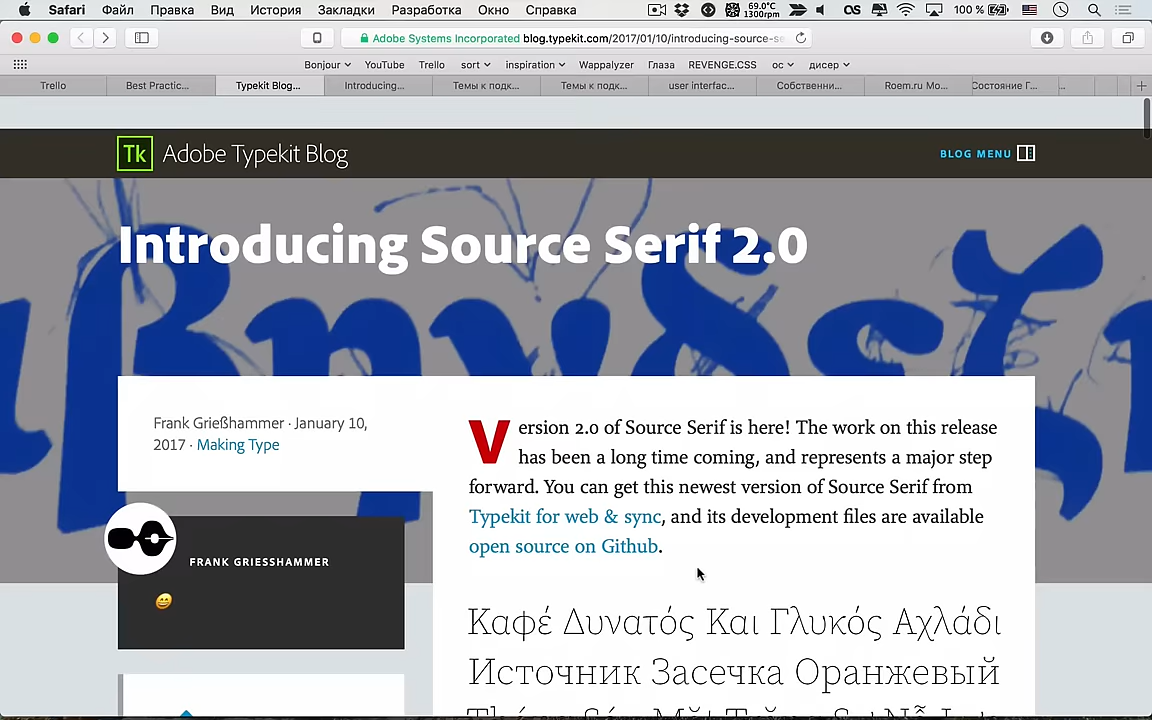 Safari Файл Правка Вид История Закладки Разработка Окно Справка 69.0°C 1300rpm 100 %
Adobe Systems Incorporated blog.typekit.com/2017/01/10/introducing-source-se
Bonjour YouTube Trello sort inspiration Wappalyzer Глаза REVENGE.CSS ос дисер
Trello Best Practic... Typekit Blog... Introducing... Темы к подк... Темы к подк... user interfac... Собственни... Roem.ru Mo... Состояние Г...
Tk Adobe Typekit Blog BLOG MENU
Introducing Source Serif 2.0
Frank Grießhammer · January 10,
2017 · Making Type
FRANK GRIESSHAMMER
Version 2.0 of Source Serif is here! The work on this release
has been a long time coming, and represents a major step
forward. You can get this newest version of Source Serif from
Typekit for web & sync, and its development files are available
open source on Github.
Καφέ Δυνατός Και Γλυκός Αχλάδι
Источник Засечка Оранжевый